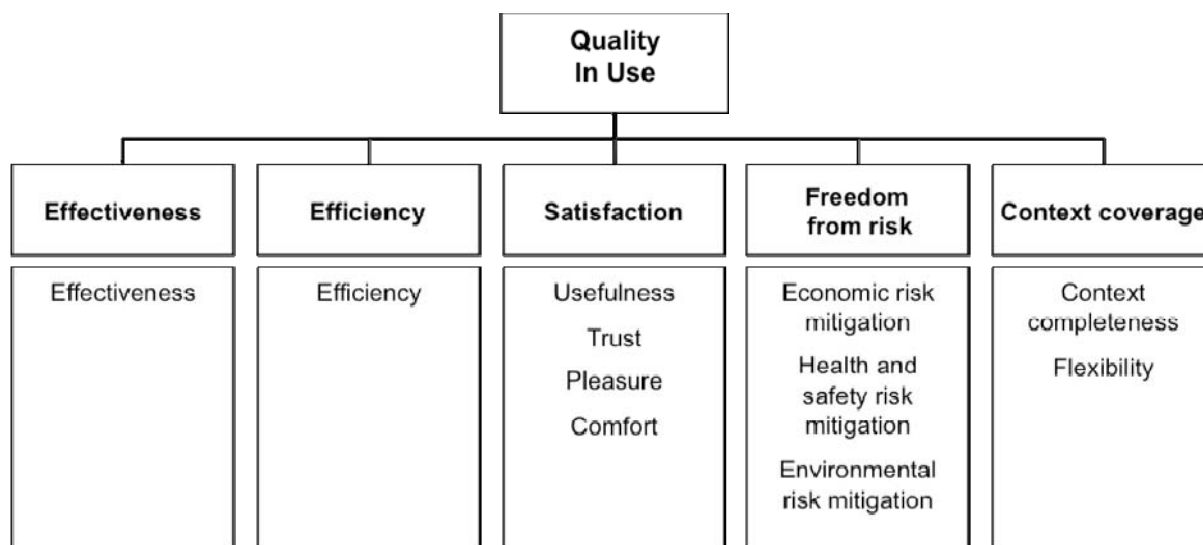 Quality
In Use
Effectiveness
Efficiency
Satisfaction
Freedom
from risk
Context coverage
Effectiveness
Efficiency
Usefulness
Trust
Pleasure
Comfort
Economic risk
mitigation
Health and
safety risk
mitigation
Environmental
risk mitigation
Context
completeness
Flexibility